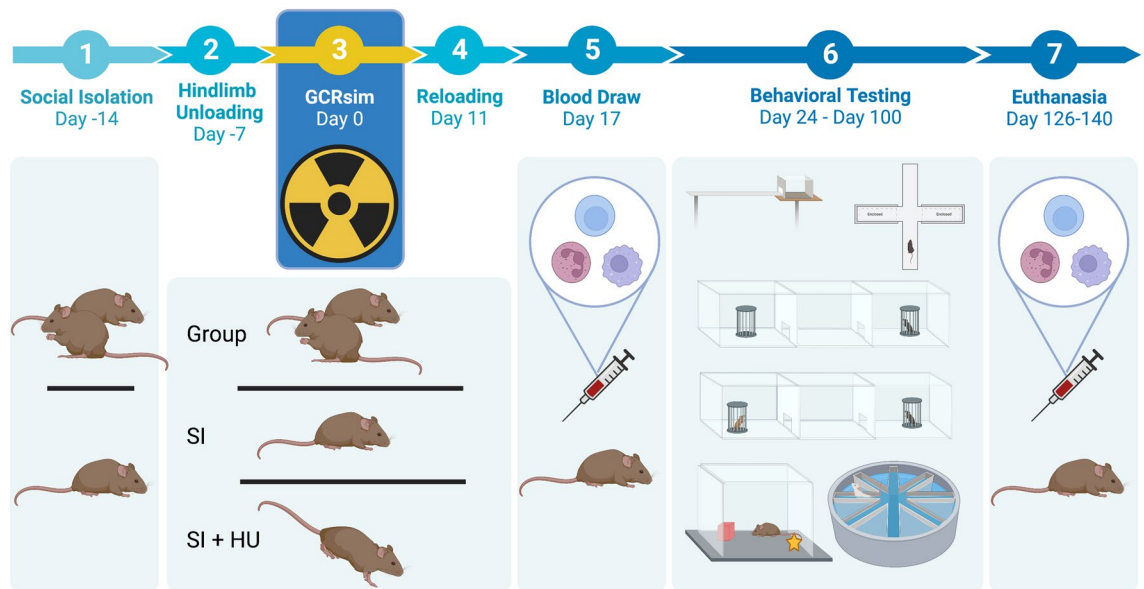 1
2
3
4
5
6
7
Social Isolation
Day -14
Hindlimb
Unloading
Day -7
GCRsim
Day 0
Reloading
Day 11
Blood Draw
Day 17
Behavioral Testing
Day 24 - Day 100
Euthanasia
Day 126-140
Enclosed
Enclosed
Group
SI
SI + HU